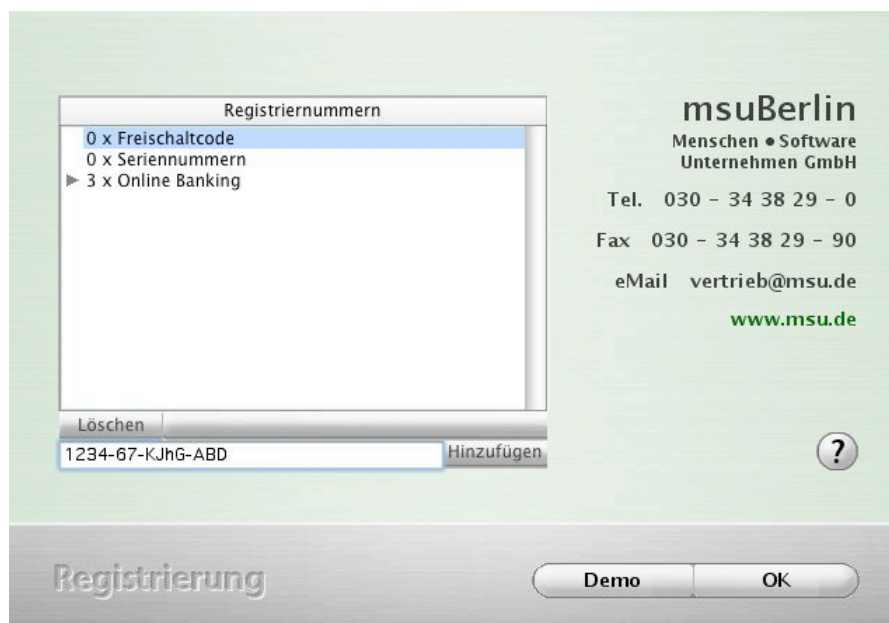 Registriernummern
0 x Freischaltcode
0 x Seriennummern
3 x Online Banking
Löschen
1234-67-KJhG-ABD
Hinzufügen
msuBerlin
Menschen • Software
Unternehmen GmbH
Tel. 030 - 34 38 29 - 0
Fax 030 - 34 38 29 - 90
eMail vertrieb@msu.de
www.msu.de
?
Registrierung
Demo
OK